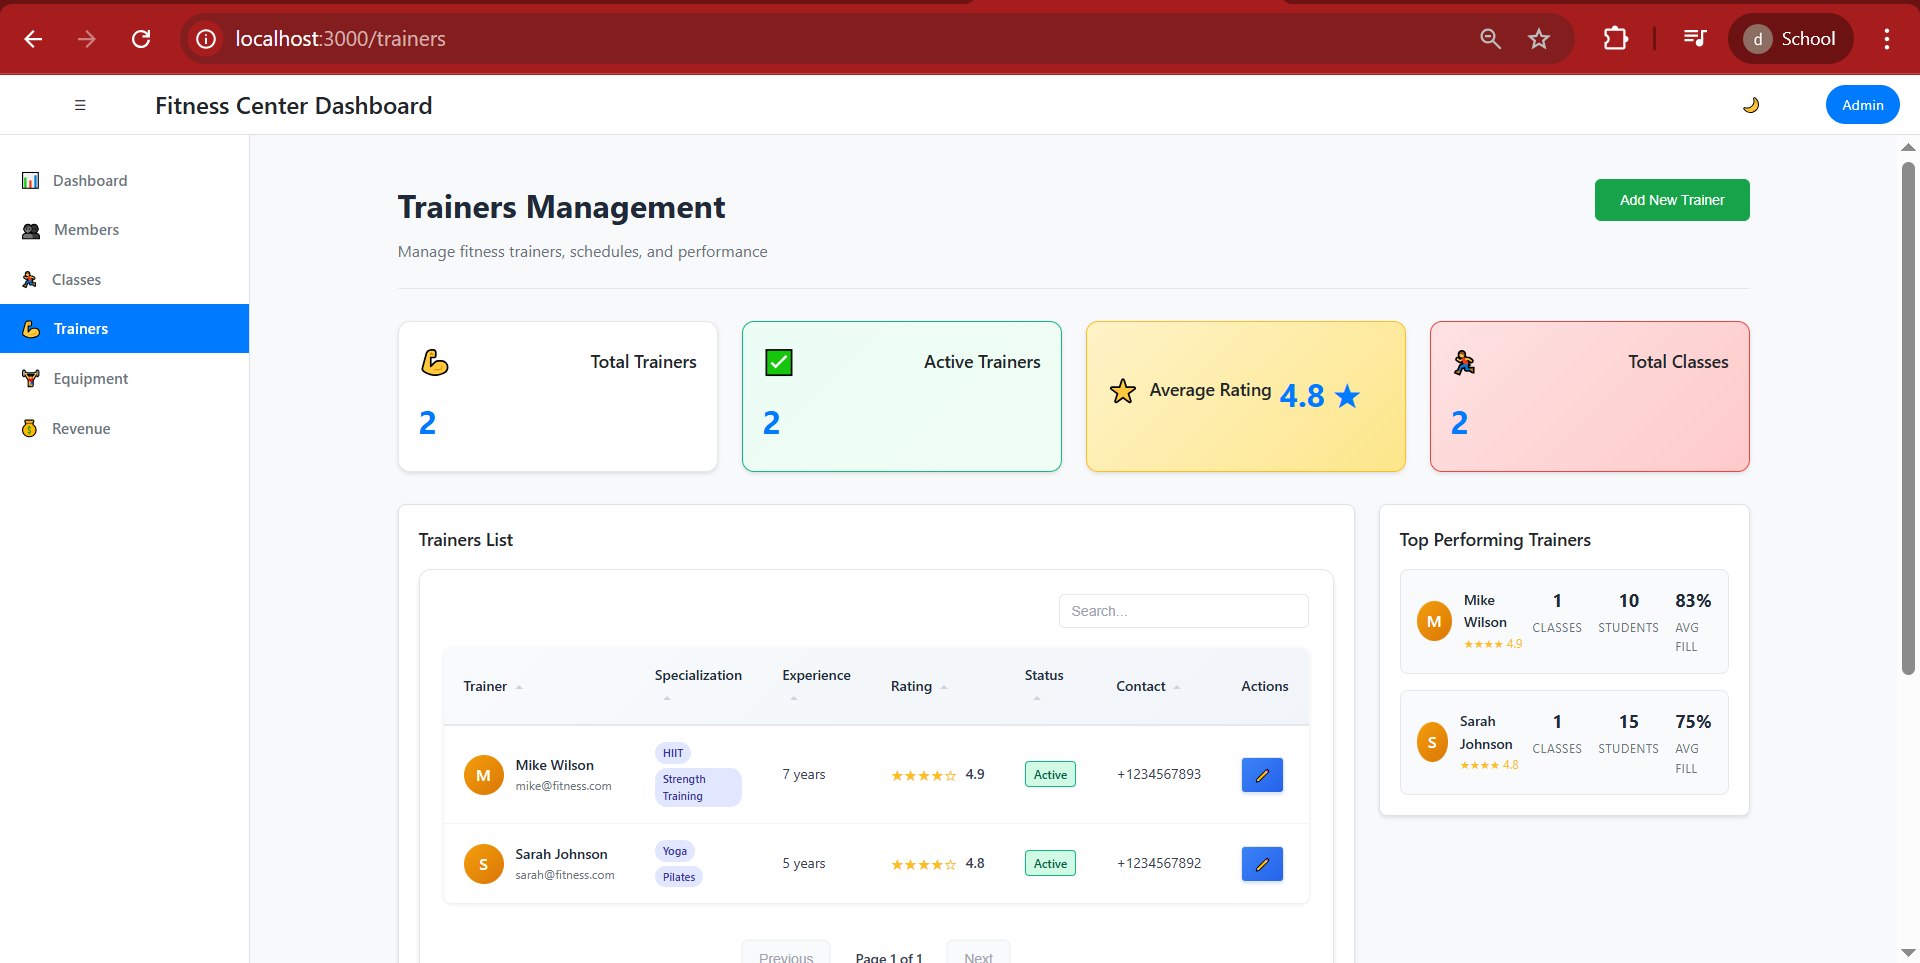 localhost:3000/trainers
d School
☰ Fitness Center Dashboard
Admin
Dashboard
Members
Classes
Trainers
Equipment
Revenue
Trainers Management
Manage fitness trainers, schedules, and performance
Add New Trainer
Total Trainers
2
Active Trainers
2
Average Rating 4.8 ★
Total Classes
2
Trainers List
Search...
Trainer Specialization Experience Rating Status Contact Actions
M Mike Wilson
mike@fitness.com
HIIT
Strength
Training
7 years
★★★★☆ 4.9
Active
+1234567893
S Sarah Johnson
sarah@fitness.com
Yoga
Pilates
5 years
★★★★☆ 4.8
Active
+1234567892
Previous Page 1 of 1 Next
Top Performing Trainers
M
Mike
Wilson
★★★★ 4.9
1
CLASSES
10
STUDENTS
83%
AVG
FILL
S
Sarah
Johnson
★★★★ 4.8
1
CLASSES
15
STUDENTS
75%
AVG
FILL